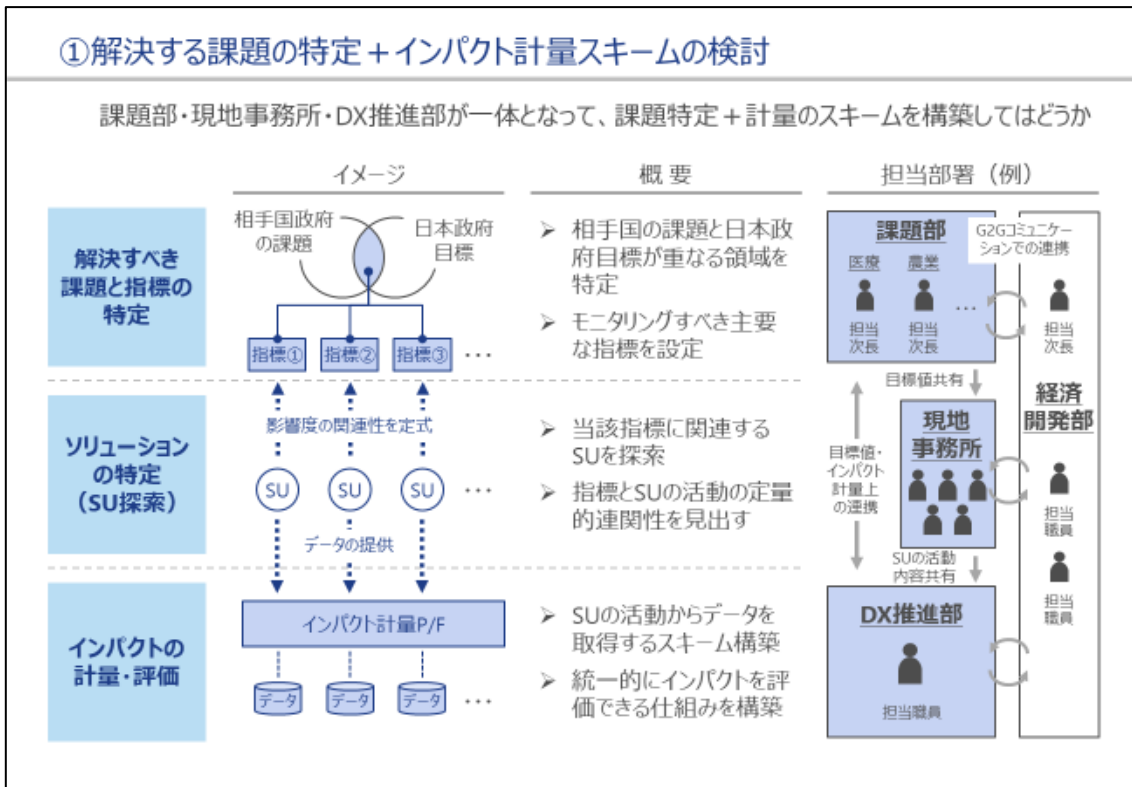 ①解決する課題の特定＋インパクト計量スキームの検討
課題部・現地事務所・DX推進部が一体となって、課題特定＋計量のスキームを構築してはどうか
イメージ
概 要
担当部署（例）
解決すべき
課題と指標の
特定
相手国政府
の課題
日本政府
目標
指標①
指標②
指標③
…
➢ 相手国の課題と日本政
府目標が重なる領域を
特定
➢ モニタリングすべき主要
な指標を設定
課題部
医療
農業
…
担当
次長
担当
次長
G2Gコミュニケー
ションでの連携
担当
次長
経済
開発部
ソリューション
の特定
（SU探索）
影響度の関連性を定式
SU
SU
SU
…
データの提供
➢ 当該指標に関連する
SUを探索
➢ 指標とSUの活動の定量
的連関性を見出す
目標値共有
現地
事務所
目標値・
インパクト
計量上
の連携
SUの活動
内容共有
担当
職員
担当
職員
インパクトの
計量・評価
インパクト計量P/F
データ
データ
データ
…
➢ SUの活動からデータを
取得するスキーム構築
➢ 統一的にインパクトを評
価できる仕組みを構築
DX推進部
担当職員